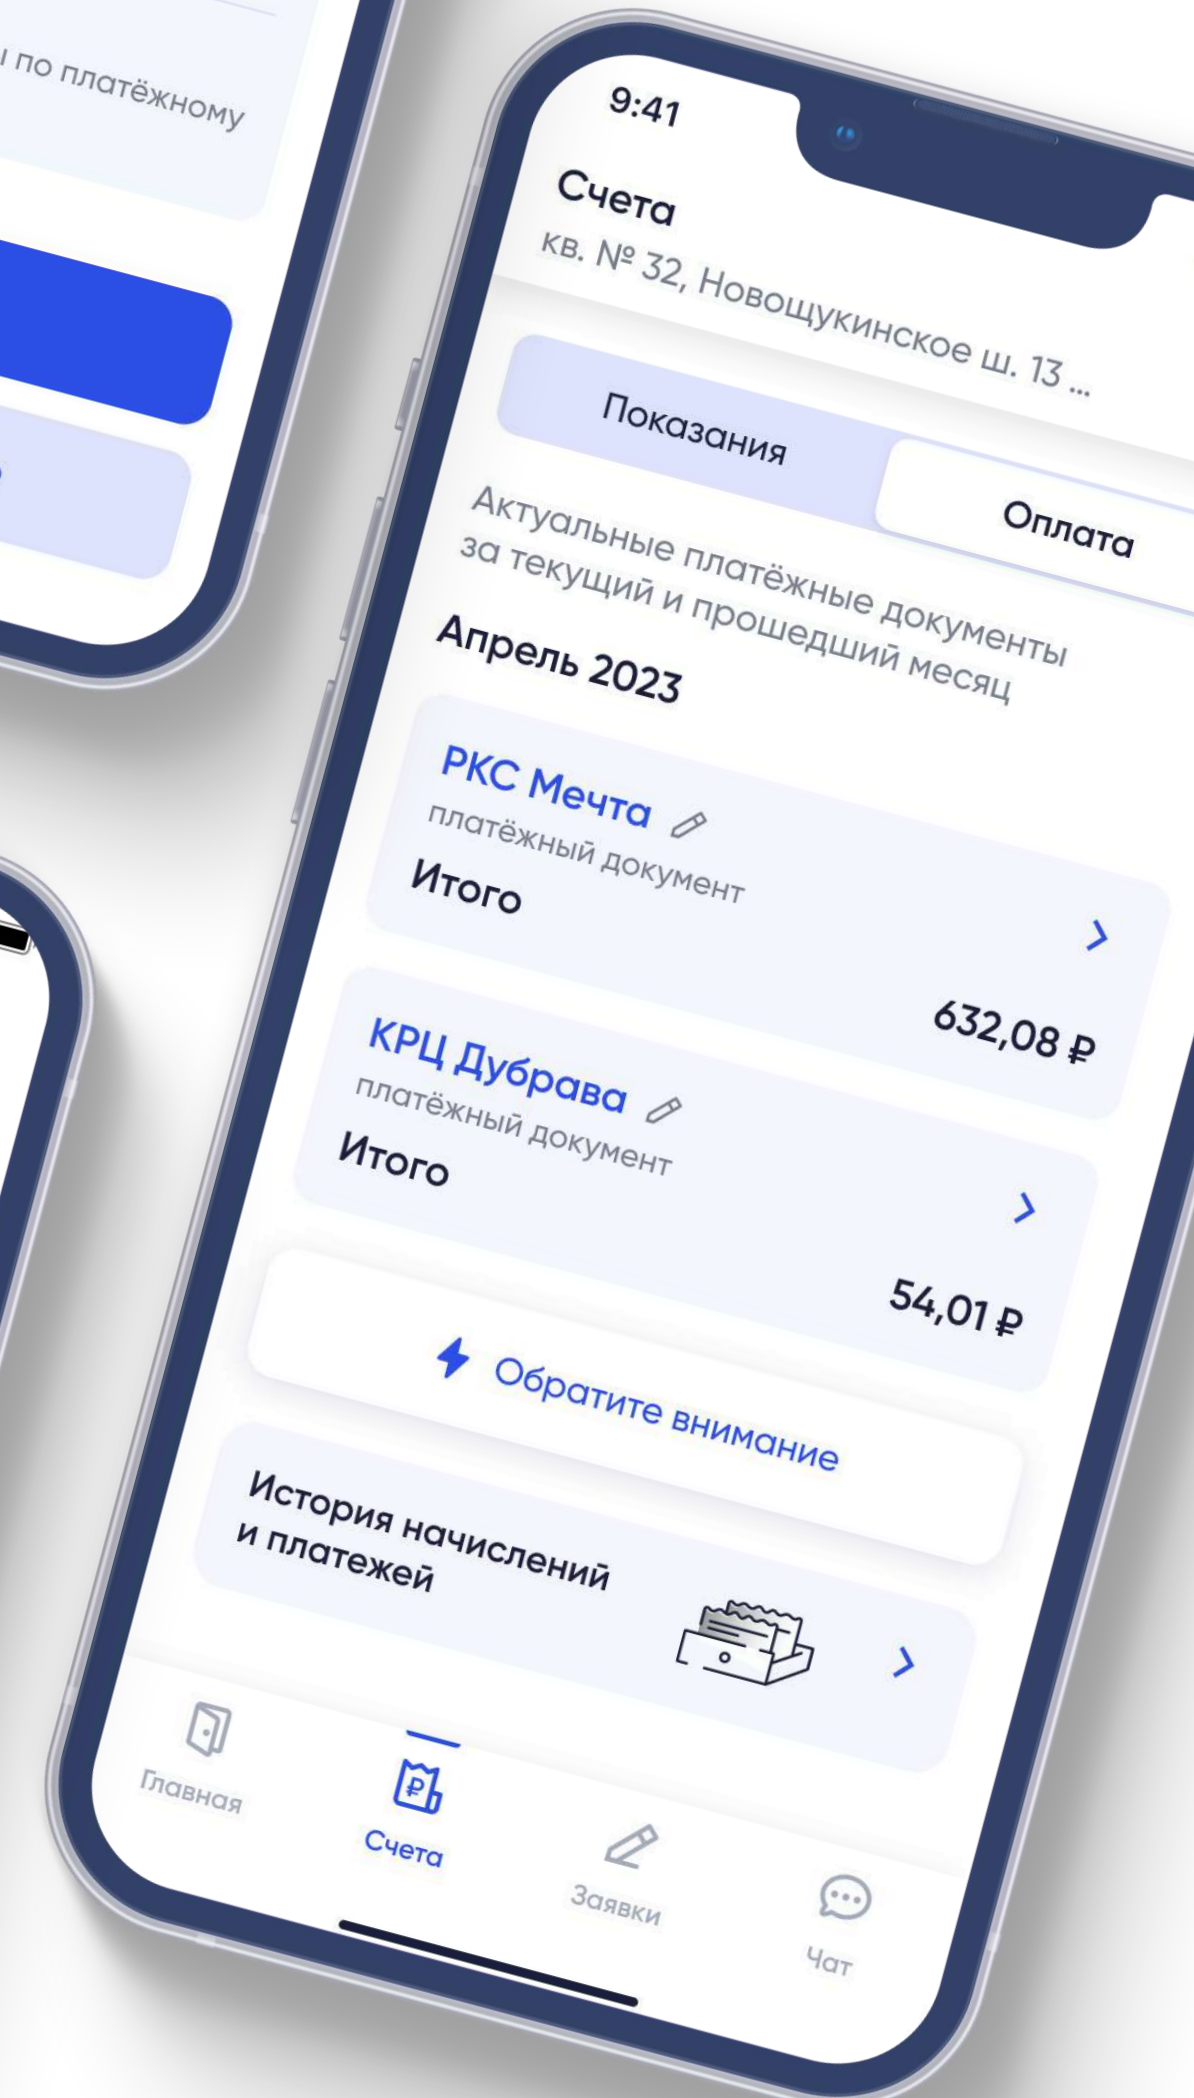 по платёжному
9:41
Счета
кв. № 32, Новощукинское ш. 13 ...
Показания
Оплата
Актуальные платёжные документы
за текущий и прошедший месяц
Апрель 2023
РКС Мечта
платёжный документ
Итого
632,08 ₽
КРЦ Дубрава
платёжный документ
Итого
54,01 ₽
Обратите внимание
История начислений
и платежей
Главная
Счета
Заявки
Чат